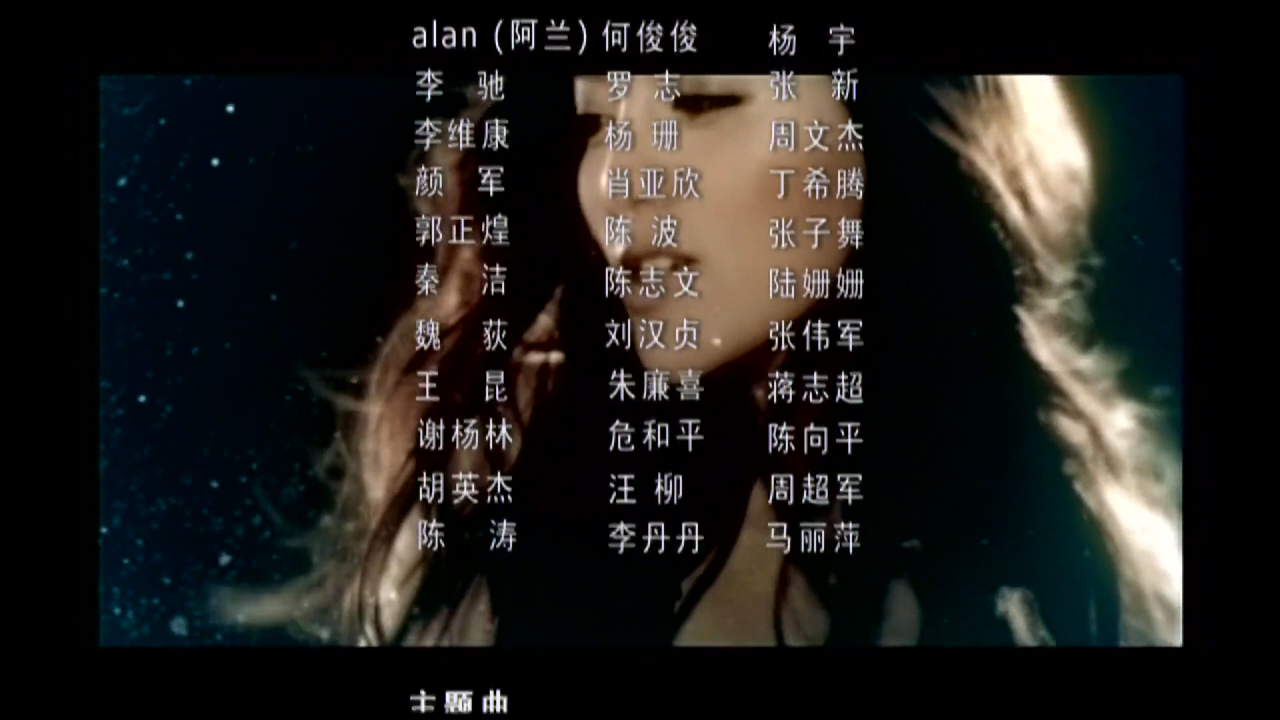 alan (阿兰) 何俊俊 杨宇
李驰 罗志 张新
李维康 杨珊 周文杰
颜军 肖亚欣 丁希腾
郭正煌 陈波 张子舞
秦洁 陈志文 陆姗姗
魏荻 刘汉贞 张伟军
王昆 朱廉喜 蒋志超
谢杨林 危和平 陈向平
胡英杰 汪柳 周超军
陈涛 李丹丹 马丽萍
主题曲